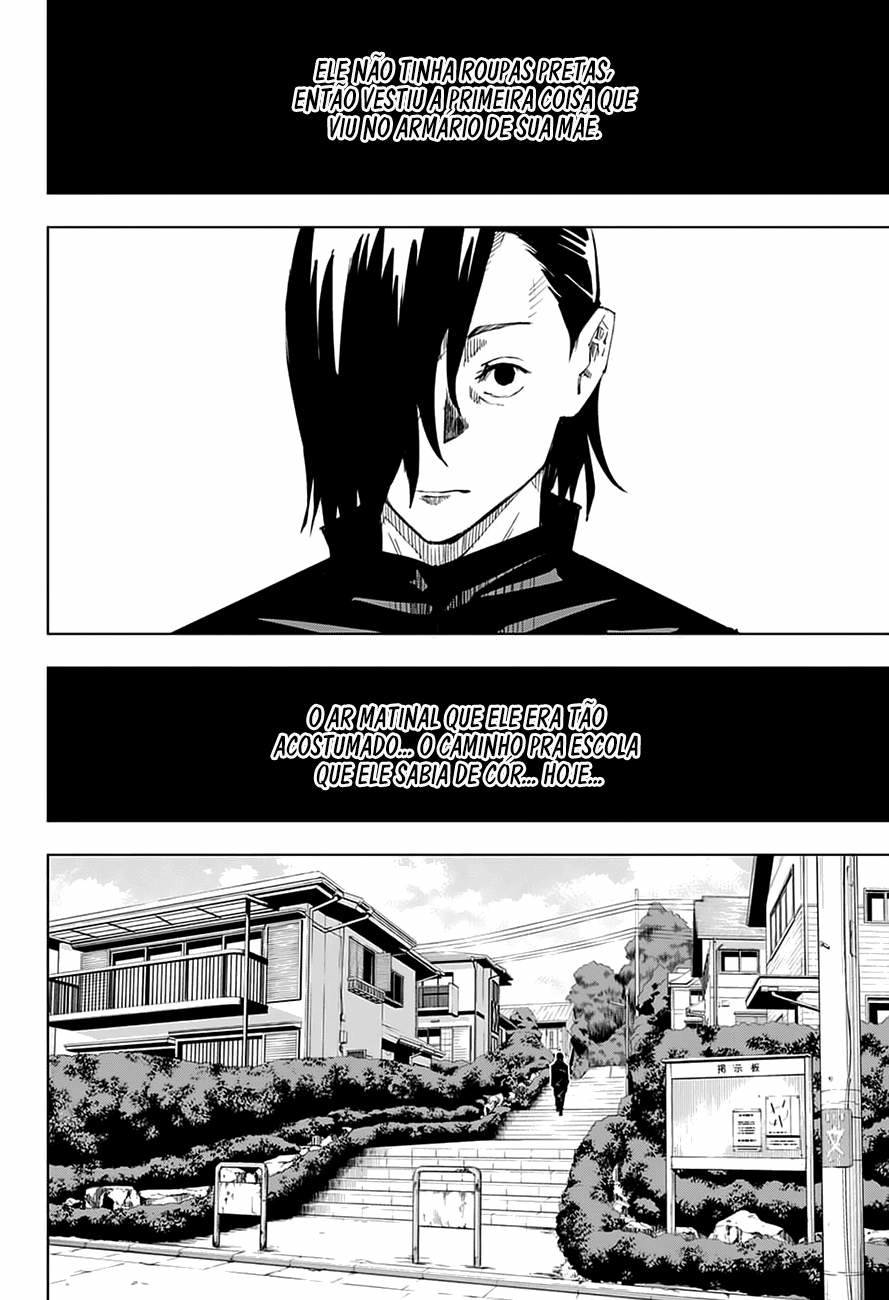 ELE NÃO TINHA ROUPAS PRETAS,
ENTÃO VESTIU A PRIMEIRA COISA QUE
VIU NO ARMÁRIO DE SUA MÃE.
O AR MATINAL QUE ELE ERA TÃO
ACOSTUMADO... O CAMINHO PRA ESCOLA
QUE ELE SABIA DE CÓR... HOJE...
掲示板
文